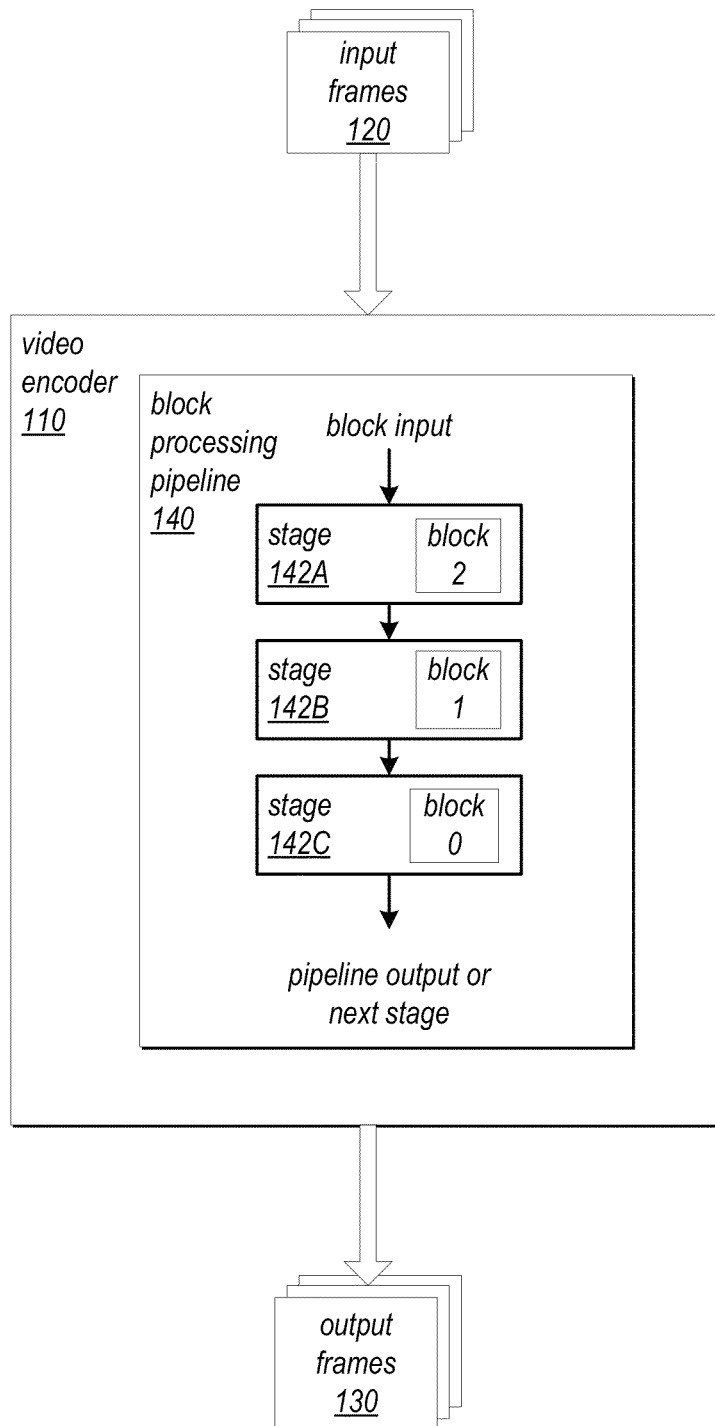 input
frames
120
video
encoder
110
block
processing
pipeline
140
block input
stage
142A
block
2
stage
142B
block
1
stage
142C
block
0
pipeline output or
next stage
output
frames
130